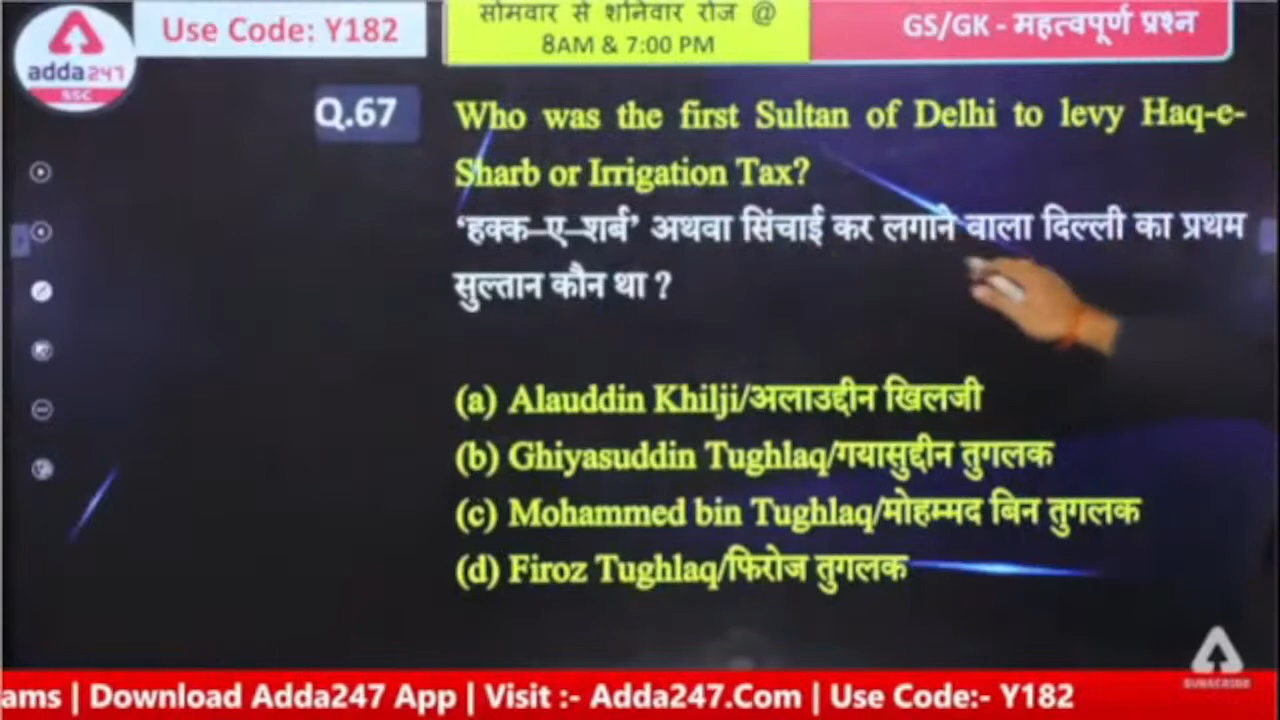 adda247
SSC
Use Code: Y182
सोमवार से शनिवार रोज @
8AM & 7:00 PM
GS/GK - महत्वपूर्ण प्रश्न
Q.67
Who was the first Sultan of Delhi to levy Haq-e-
Sharb or Irrigation Tax?
‘हक्क–ए–शर्ब’ अथवा सिंचाई कर लगाने वाला दिल्ली का प्रथम
सुल्तान कौन था ?
(a) Alauddin Khilji/अलाउद्दीन खिलजी
(b) Ghiyasuddin Tughlaq/गयासुद्दीन तुगलक
(c) Mohammed bin Tughlaq/मोहम्मद बिन तुगलक
(d) Firoz Tughlaq/फिरोज तुगलक
SUBSCRIBE
ams | Download Adda247 App | Visit :- Adda247.Com | Use Code:- Y182